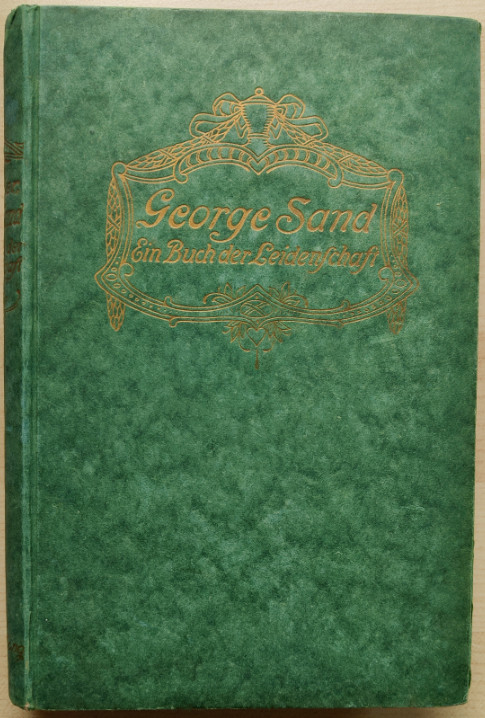 George Sand
Ein Buch der Leidenschaft